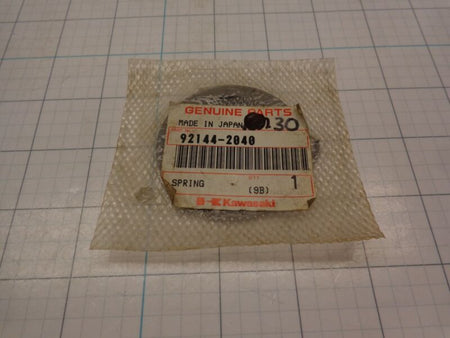 GENUINE PARTS
MADE IN JAPAN
30
92144-2040
SPRING
1
(9B)
Kawasaki